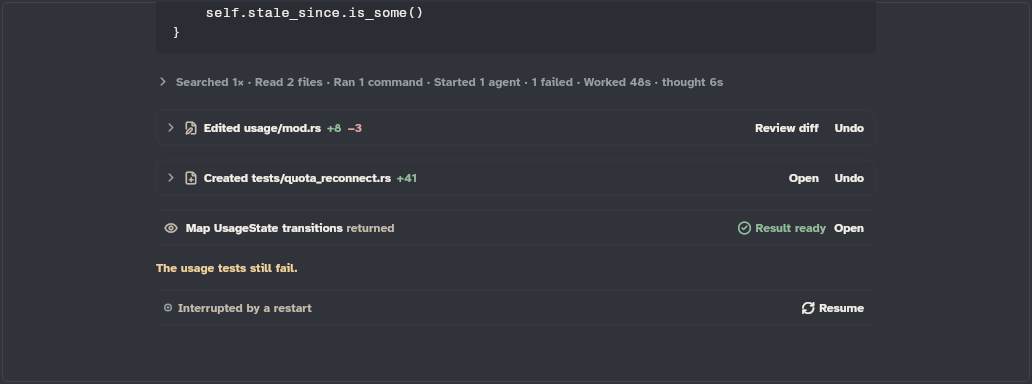 self.stale_since.is_some()
}
Searched 1× · Read 2 files · Ran 1 command · Started 1 agent · 1 failed · Worked 48s · thought 6s
Edited usage/mod.rs +8 −3 Review diff Undo
Created tests/quota_reconnect.rs +41 Open Undo
Map UsageState transitions returned Result ready Open
The usage tests still fail.
Interrupted by a restart Resume